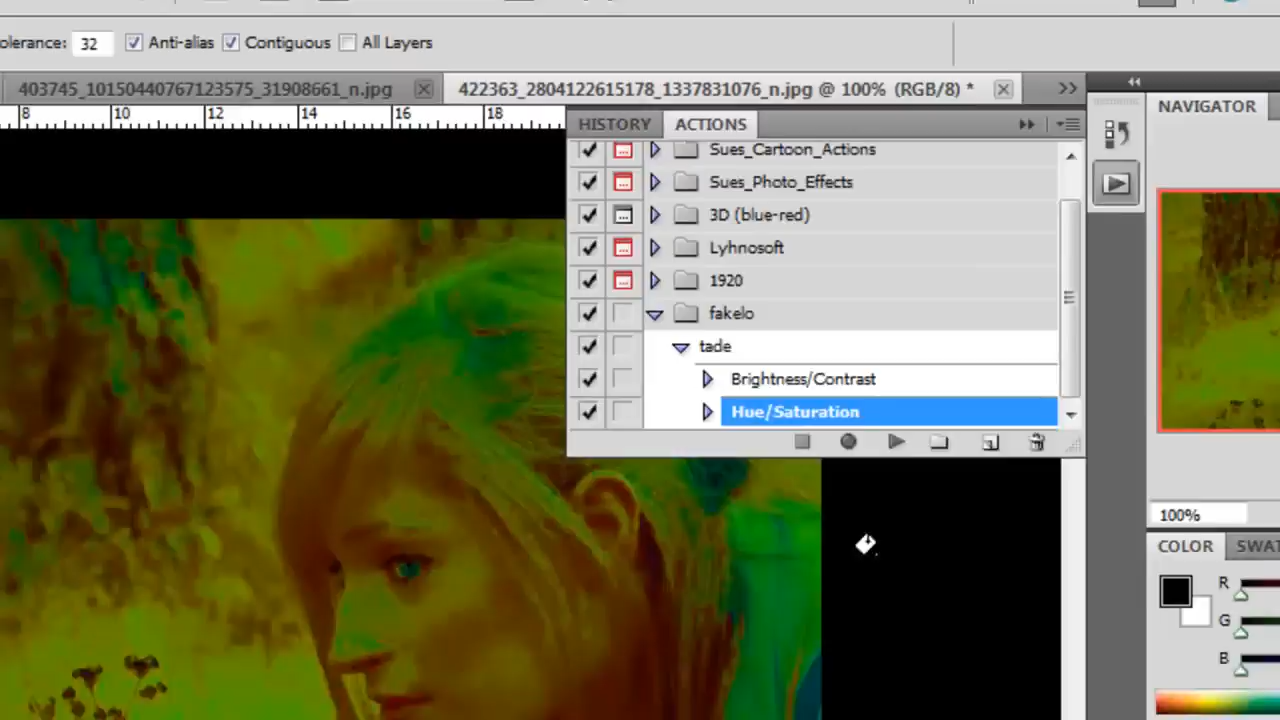 olerance: 32 Anti-alias Contiguous All Layers
403745_10150440767123575_31908661_n.jpg 422363_2804122615178_1337831076_n.jpg @ 100% (RGB/8) *
8 10 12 14 16 18
HISTORY ACTIONS
NAVIGATOR
Sues_Cartoon_Actions
Sues_Photo_Effects
3D (blue-red)
Lyhnosoft
1920
fakelo
tade
Brightness/Contrast
Hue/Saturation
100%
COLOR SWAT
R
G
B